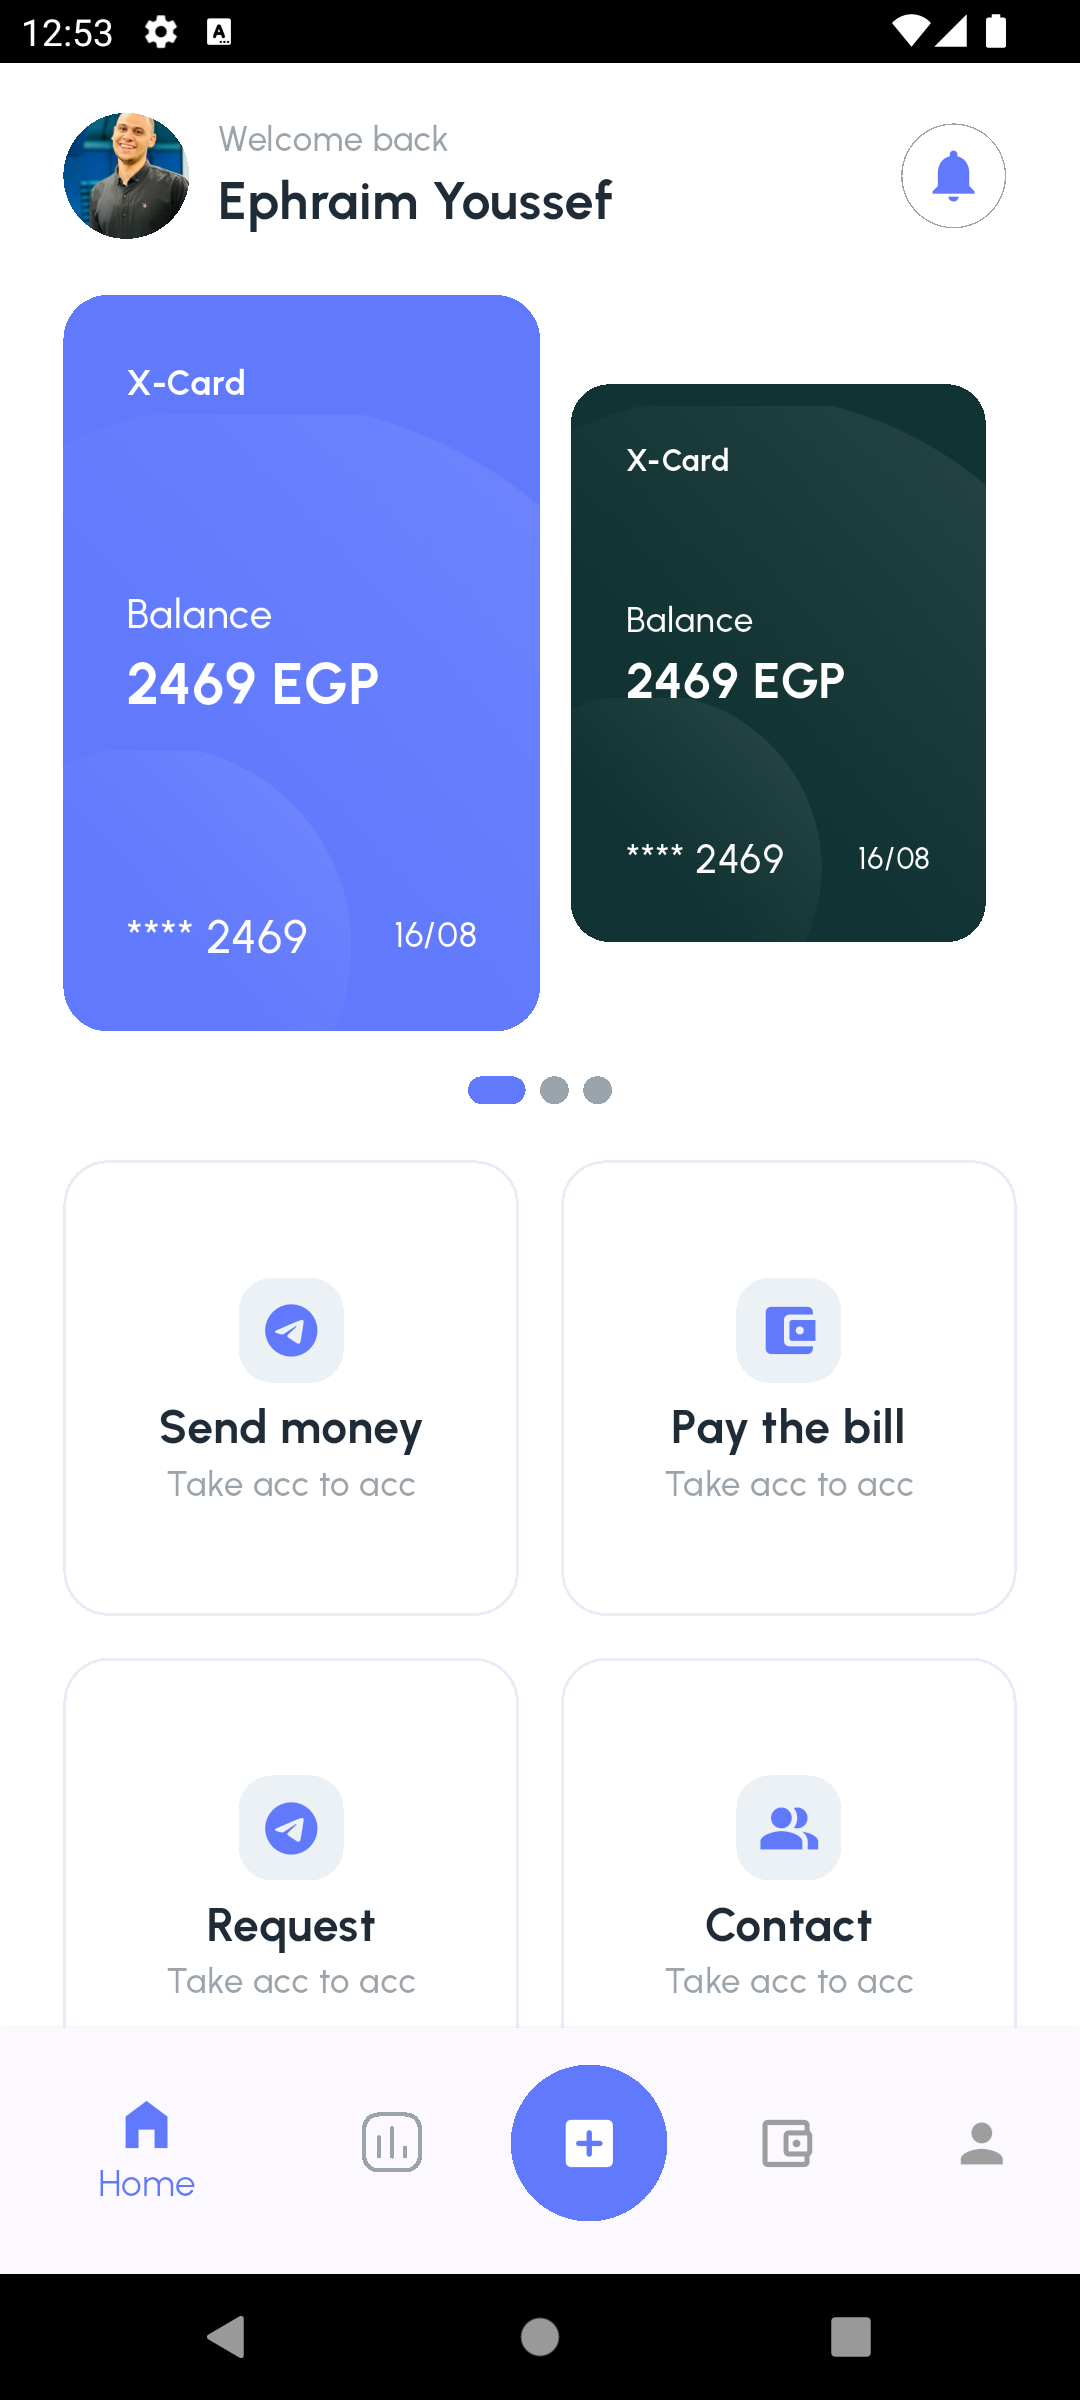 12:53
Welcome back
Ephraim Youssef
X-Card
Balance
2469 EGP
**** 2469 16/08
X-Card
Balance
2469 EGP
**** 2469 16/08
Send money
Take acc to acc
Pay the bill
Take acc to acc
Request
Take acc to acc
Contact
Take acc to acc
Home